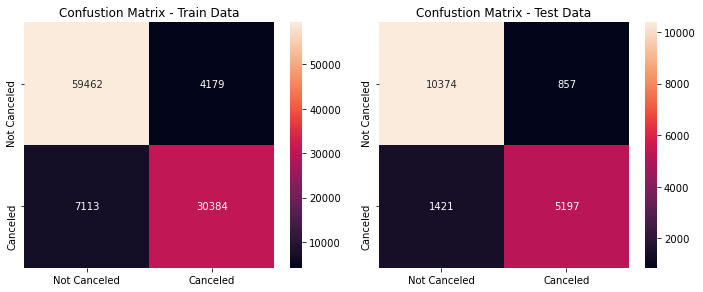 Confustion Matrix - Train Data
Not Canceled
Canceled
59462
4179
7113
30384
Not Canceled
Canceled
50000
40000
30000
20000
10000
Confustion Matrix - Test Data
Not Canceled
Canceled
10374
857
1421
5197
Not Canceled
Canceled
10000
8000
6000
4000
2000